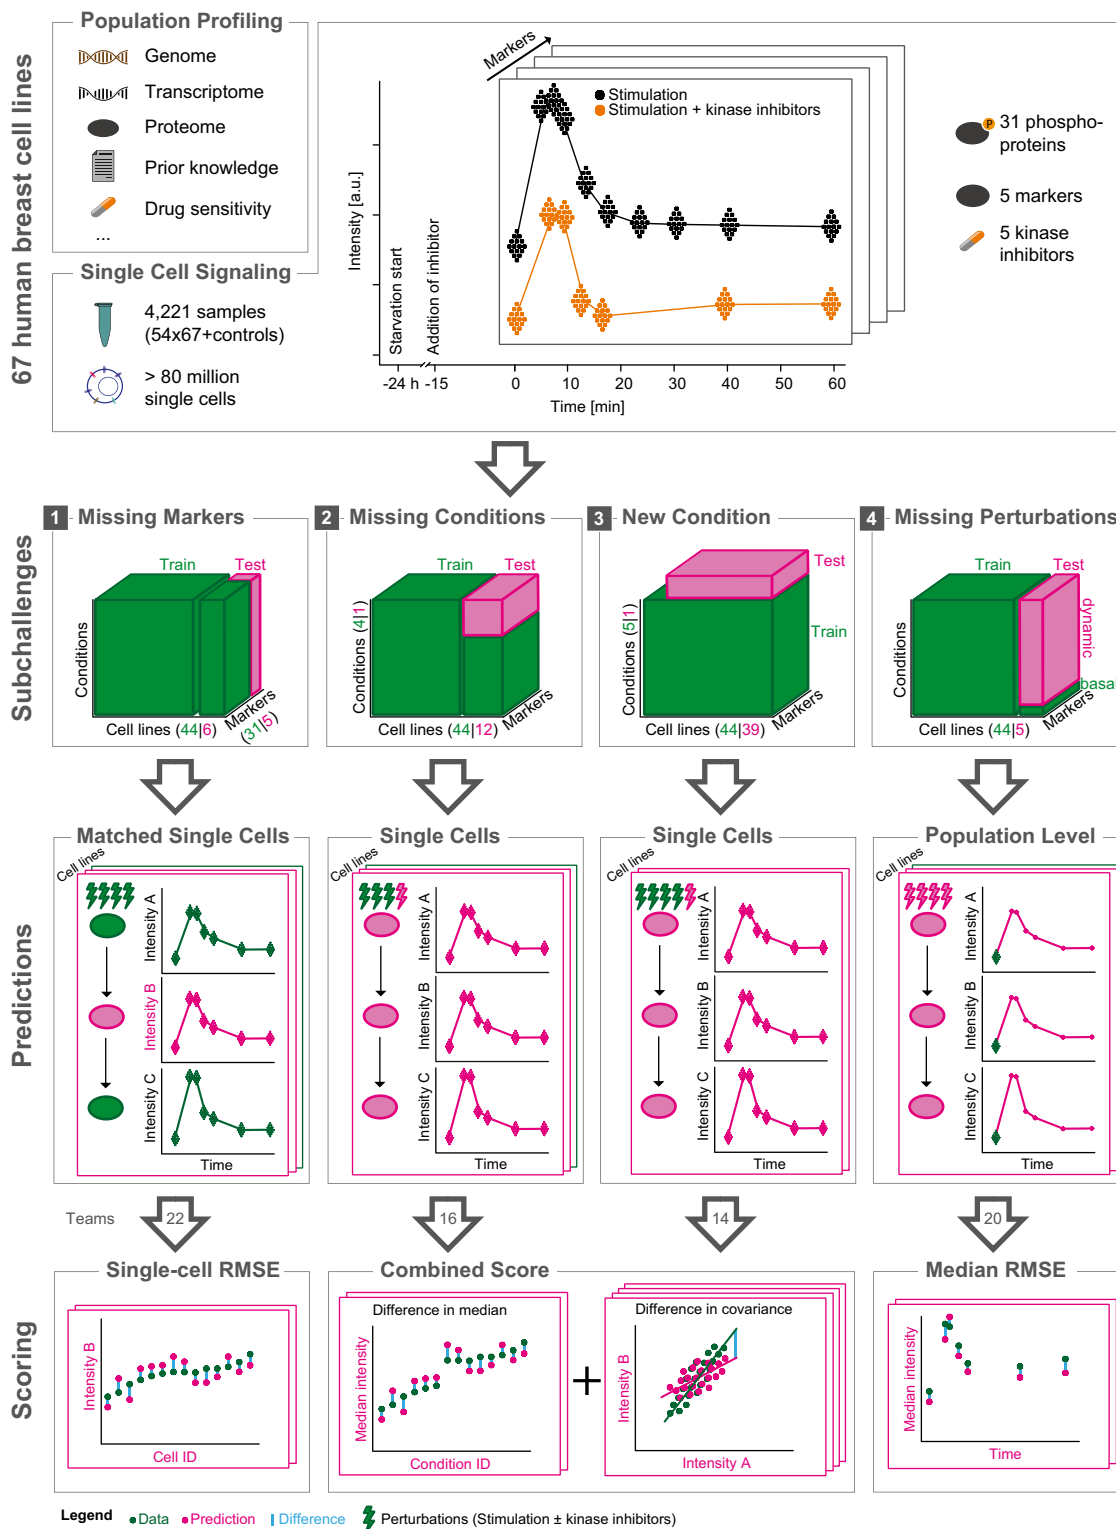 67 human breast cell lines
Population Profiling
Genome
Transcriptome
Proteome
Prior knowledge
Drug sensitivity
...
Single Cell Signaling
4,221 samples
(54x67+controls)
> 80 million
single cells
Markers
Stimulation
Stimulation + kinase inhibitors
Intensity [a.u.]
Starvation start
Addition of inhibitor
-24 h -15 0 10 20 30 40 60
Time [min]
P
31 phospho-
proteins
5 markers
5 kinase
inhibitors
Subchallenges
1 Missing Markers
Train
Test
Conditions
Cell lines (44|6)
Markers
(31|5)
2 Missing Conditions
Train
Test
Conditions (4|1)
Cell lines (44|12)
Markers
3 New Condition
Test
Train
Conditions (5|1)
Cell lines (44|39)
Markers
4 Missing Perturbations
Train
Test
dynamic
basal
Conditions
Cell lines (44|5)
Markers
Predictions
Matched Single Cells
Cell lines
Intensity A
Intensity B
Intensity C
Time
Single Cells
Cell lines
Intensity A
Intensity B
Intensity C
Time
Single Cells
Cell lines
Intensity A
Intensity B
Intensity C
Time
Population Level
Cell lines
Intensity A
Intensity B
Intensity C
Time
Teams 22 16 14 20
Scoring
Single-cell RMSE
Intensity B
Cell ID
Combined Score
Difference in median
Median intensity
Condition ID
+
Difference in covariance
Intensity B
Intensity A
Median RMSE
Median intensity
Time
Legend Data Prediction Difference Perturbations (Stimulation ± kinase inhibitors)